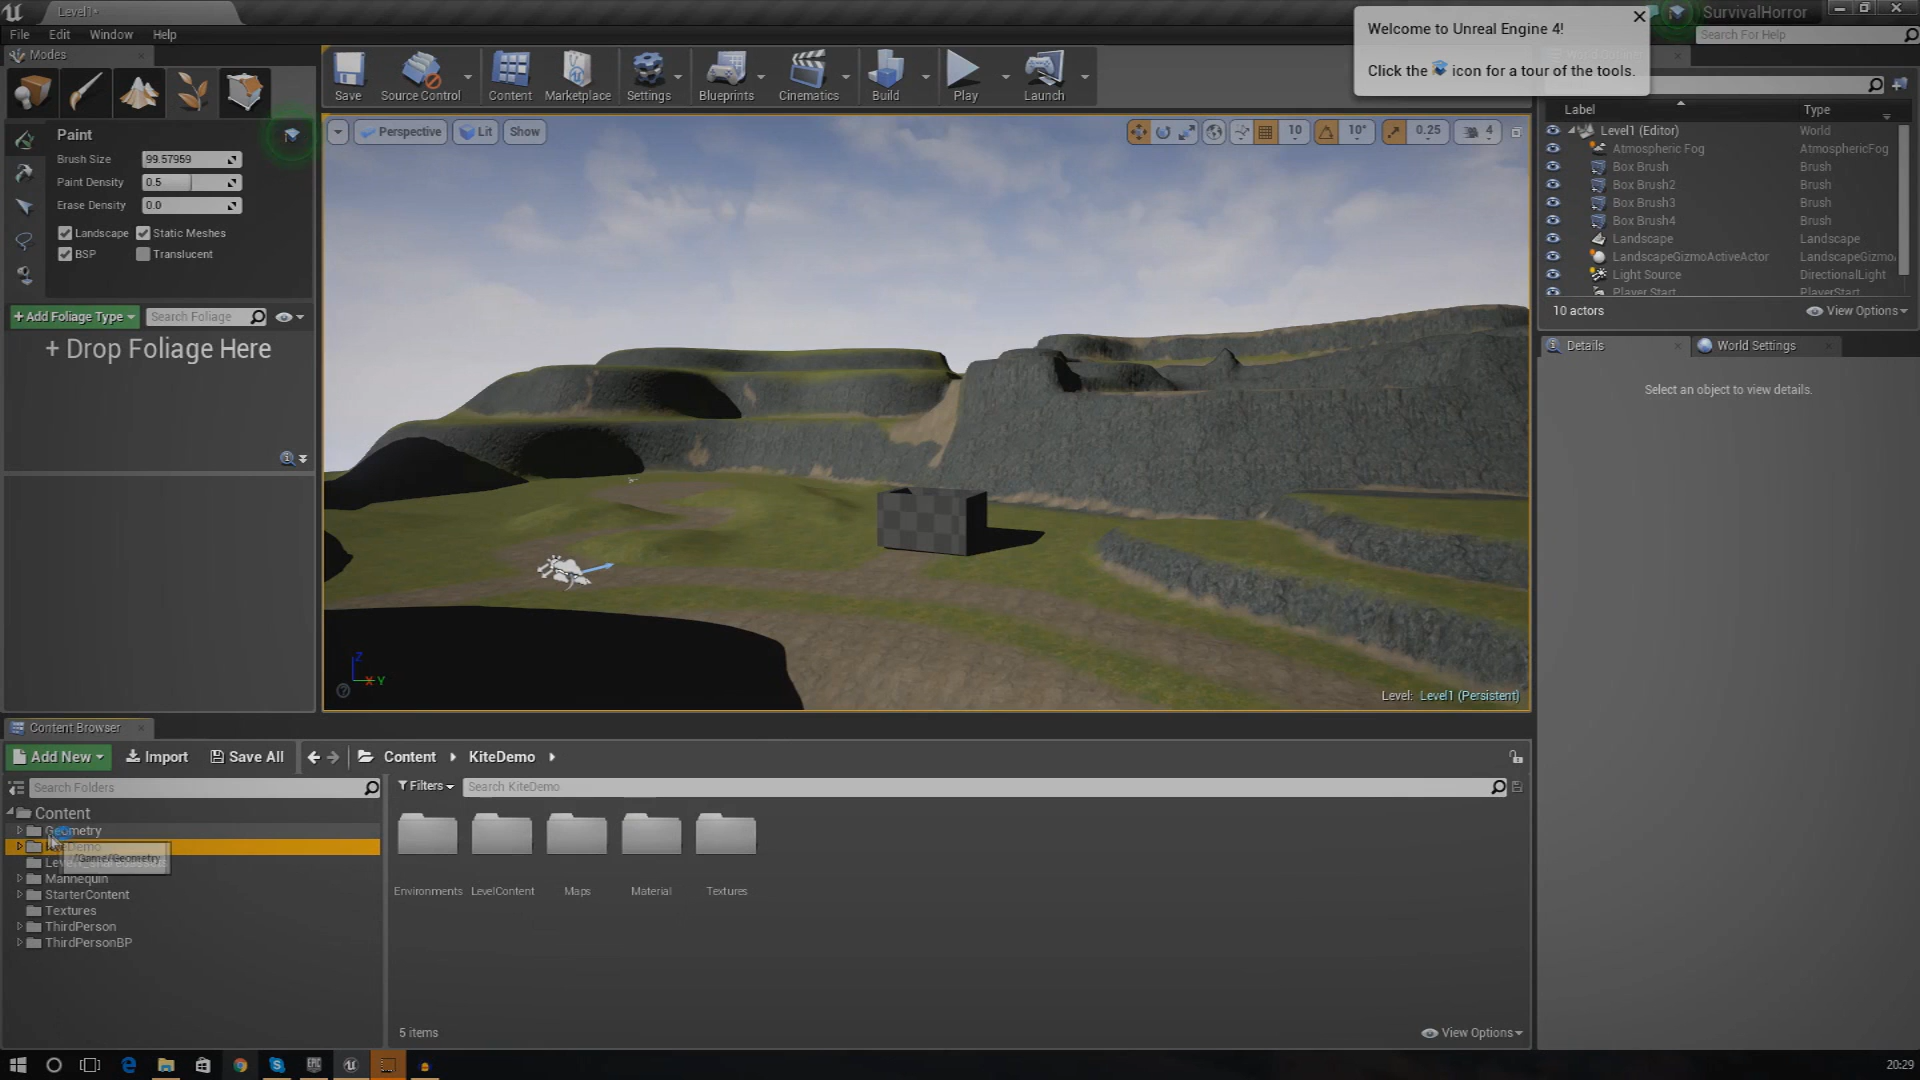 Level1*
SurvivalHorror
File Edit Window Help
Search For Help
Welcome to Unreal Engine 4!
Click the icon for a tour of the tools.
Modes
Save
Source Control
Content
Marketplace
Settings
Blueprints
Cinematics
Build
Play
Launch
Paint
Brush Size 99.57959
Paint Density 0.5
Erase Density 0.0
Landscape Static Meshes
BSP Translucent
+ Add Foliage Type
Search Foliage
+ Drop Foliage Here
Perspective
Lit
Show
10
10°
0.25
4
Level: Level1 (Persistent)
Z
X Y
Label Type
Level1 (Editor) World
Atmospheric Fog AtmosphericFog
Box Brush Brush
Box Brush2 Brush
Box Brush3 Brush
Box Brush4 Brush
Landscape Landscape
LandscapeGizmoActiveActor LandscapeGizmo
Light Source DirectionalLight
Player Start PlayerStart
10 actors
View Options
Details
World Settings
Select an object to view details.
Content Browser
Add New
Import
Save All
Content
KiteDemo
Search Folders
Filters
Search KiteDemo
Content
Geometry
KiteDemo
/Game/Geometry
Mannequin
StarterContent
Textures
ThirdPerson
ThirdPersonBP
Environments
LevelContent
Maps
Material
Textures
5 items
View Options
20:29